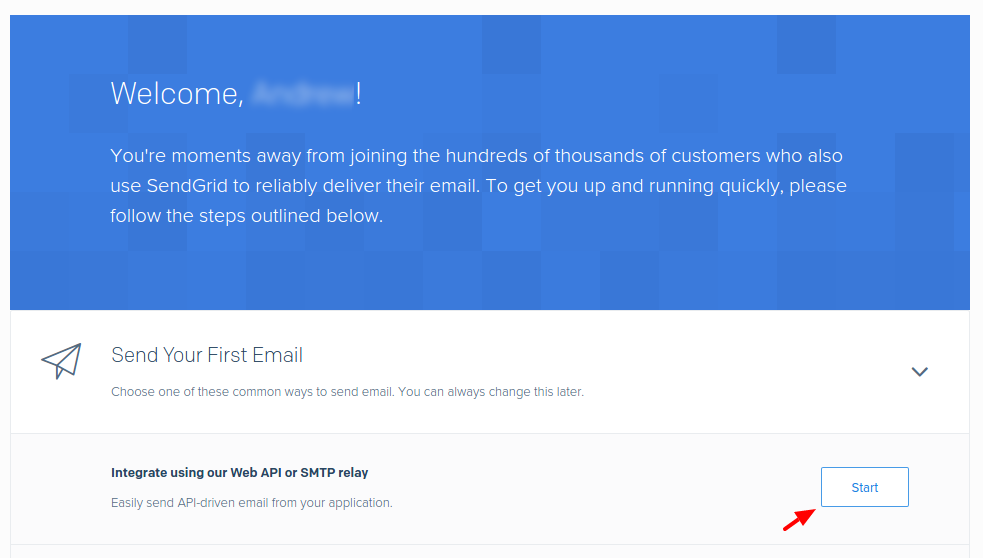 Welcome, !
You're moments away from joining the hundreds of thousands of customers who also
use SendGrid to reliably deliver their email. To get you up and running quickly, please
follow the steps outlined below.
Send Your First Email
Choose one of these common ways to send email. You can always change this later.
Integrate using our Web API or SMTP relay
Easily send API-driven email from your application.
Start